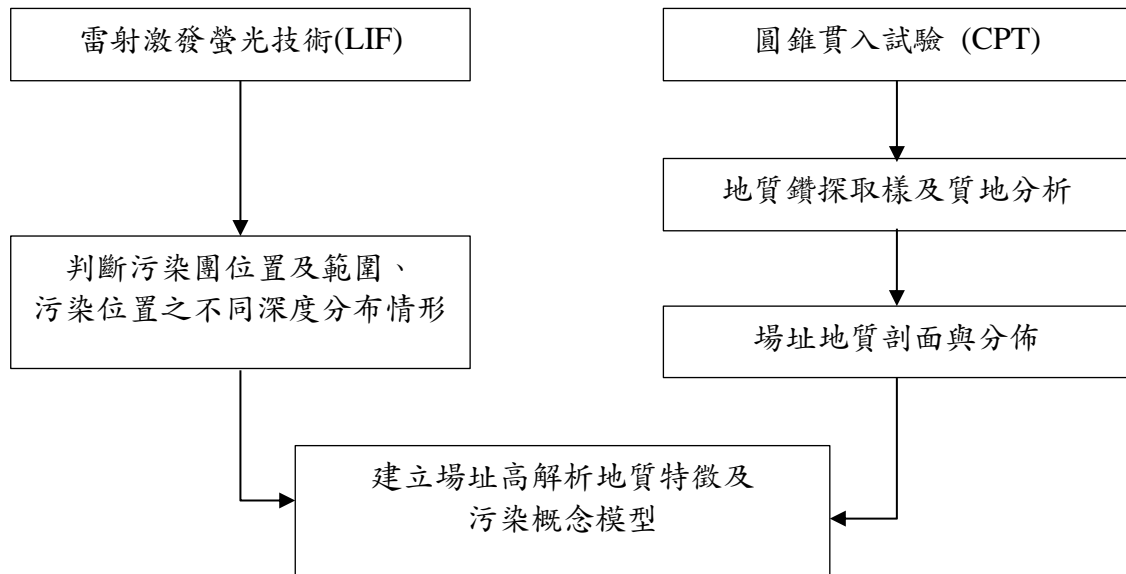 雷射激發螢光技術(LIF)
圓錐貫入試驗 (CPT)
地質鑽探取樣及質地分析
判斷污染團位置及範圍、
污染位置之不同深度分布情形
場址地質剖面與分佈
建立場址高解析地質特徵及
污染概念模型